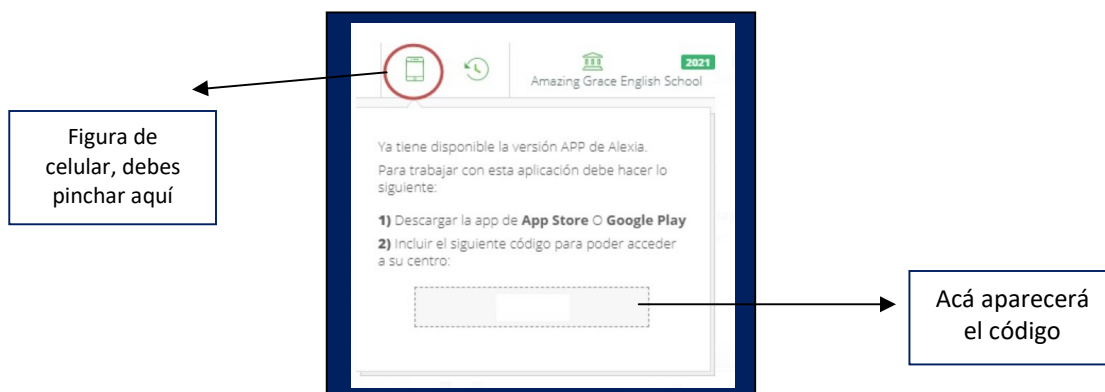 2021
Amazing Grace English School
Figura de
celular, debes
pinchar aquí
Ya tiene disponible la versión APP de Alexia.
Para trabajar con esta aplicación debe hacer lo
siguiente:
1) Descargar la app de App Store O Google Play
2) Incluir el siguiente código para poder acceder
a su centro:
Acá aparecerá
el código